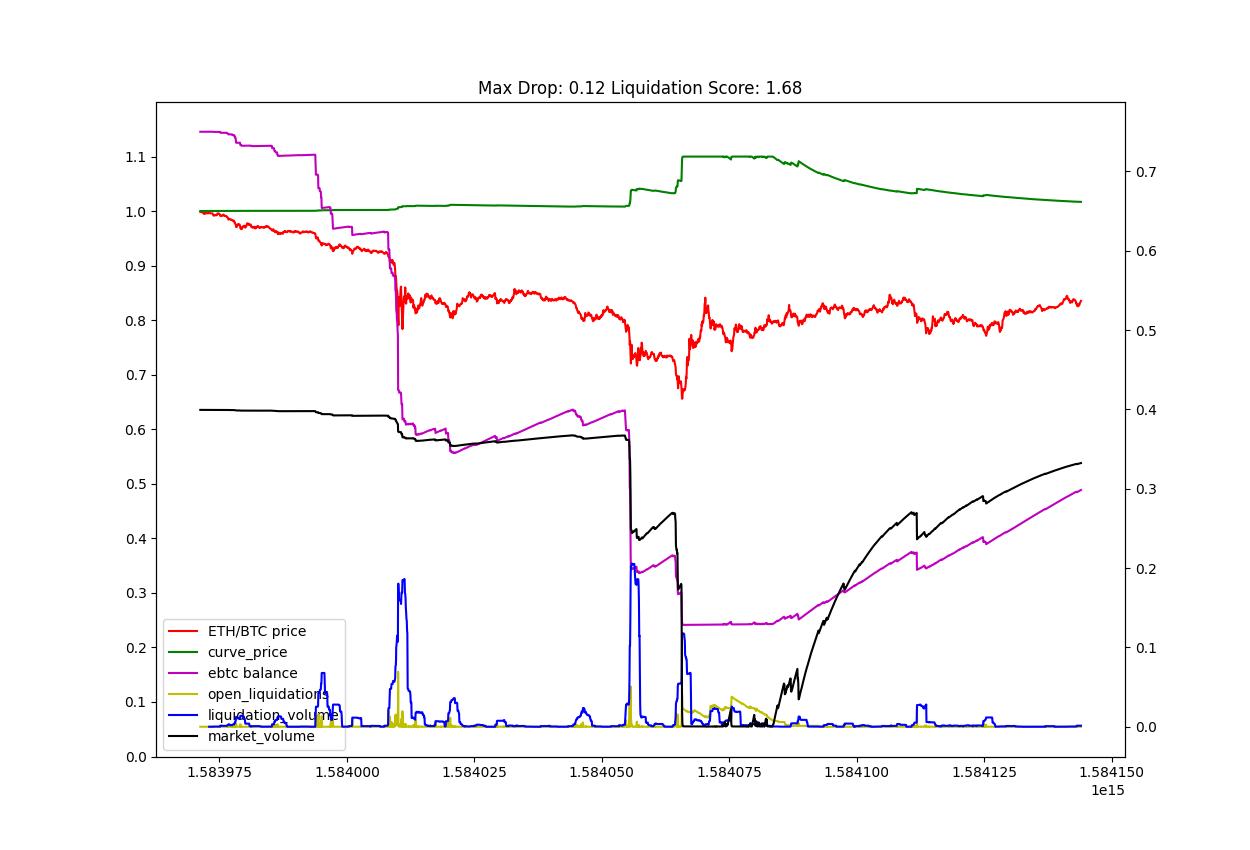 Max Drop: 0.12 Liquidation Score: 1.68
1.1
1.0
0.9
0.8
0.7
0.6
0.5
0.4
0.3
0.2
0.1
0.0
0.7
0.6
0.5
0.4
0.3
0.2
0.1
0.0
ETH/BTC price
curve_price
ebtc balance
open_liquidations
liquidation_volume
market_volume
1.583975 1.584000 1.584025 1.584050 1.584075 1.584100 1.584125 1.584150
1e15